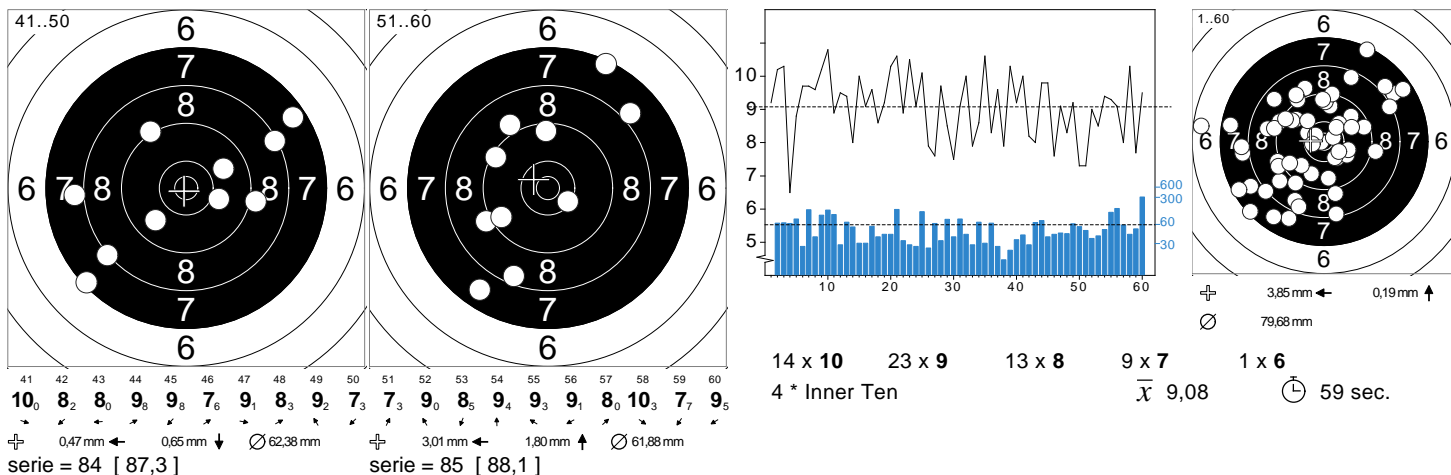 41..50
6
7
8
6 7 8 8 7 6
8
7
6
41 42 43 44 45 46 47 48 49 50
10₀ 8₂ 8₀ 9₈ 9₈ 7₆ 9₁ 8₃ 9₂ 7₃
0,47 mm 0,65 mm 62,38 mm
serie = 84 [ 87,3 ]
51..60
6
7
8
6 7 8 8 7 6
8
7
6
51 52 53 54 55 56 57 58 59 60
7₃ 9₀ 8₅ 9₄ 9₃ 9₁ 8₀ 10₃ 7₇ 9₅
3,01 mm 1,80 mm 61,88 mm
serie = 85 [ 88,1 ]
10
9
8
7
6
5
600
300
60
30
10 20 30 40 50 60
1..60
6
7
8
6 7 8 7 6
8
7
6
3,85 mm 0,19 mm
79,68 mm
14 x 10 23 x 9 13 x 8 9 x 7 1 x 6
4 * Inner Ten x̄ 9,08 59 sec.